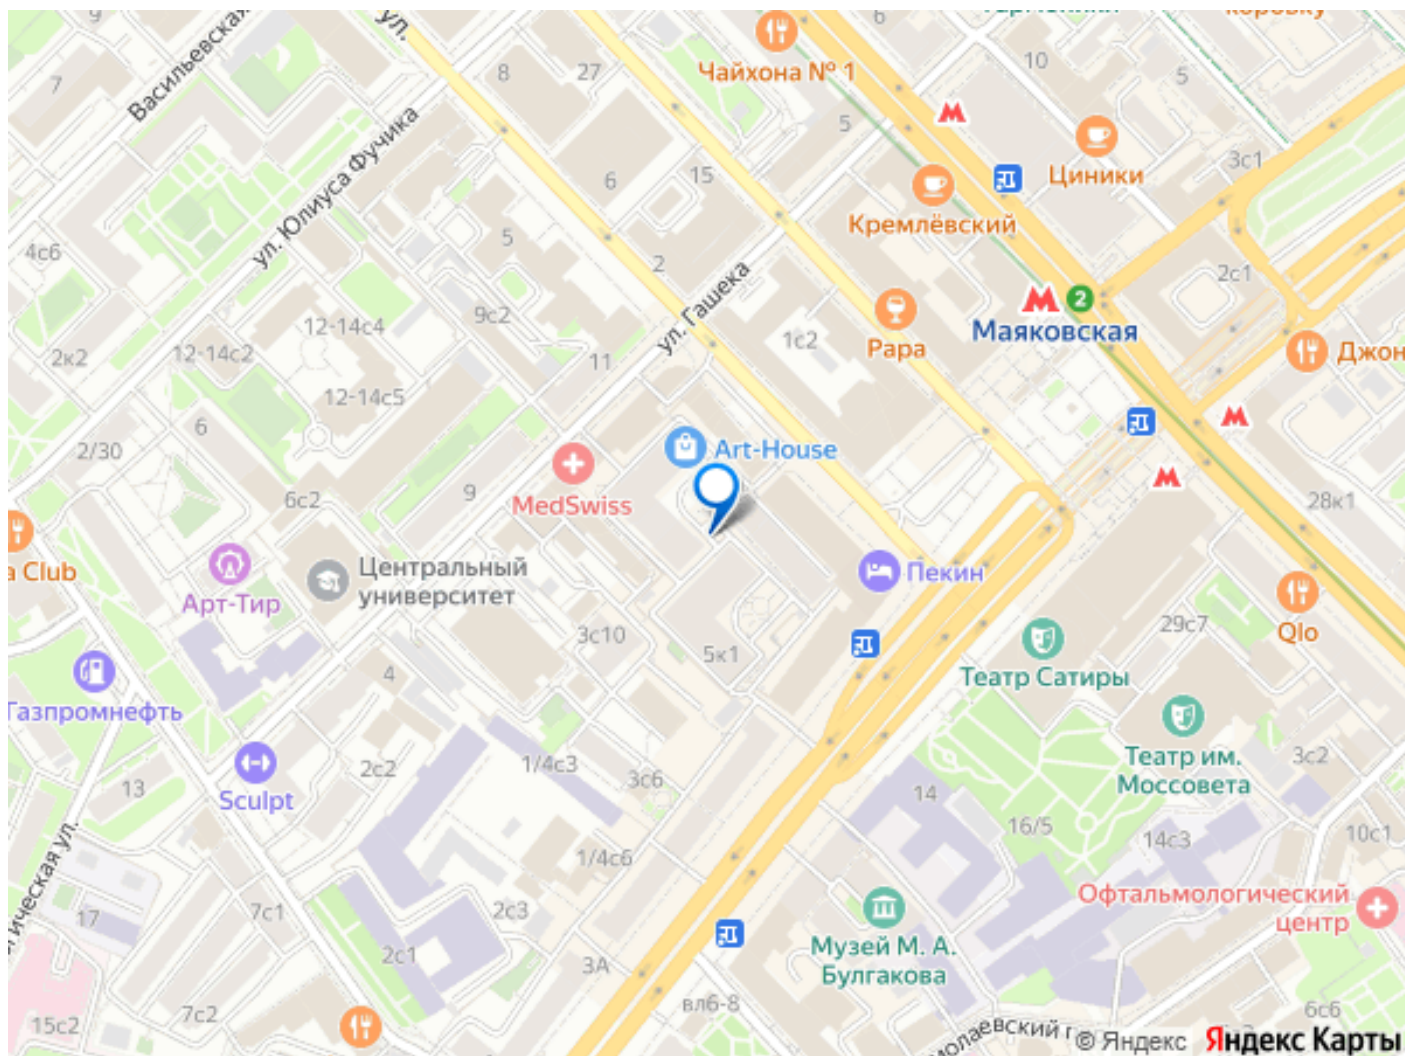 коровку
6
Чайхона № 1
8
27
10
5
7
Васильевская
ул.
5
3с1
Циники
ул. Юлиуса Фучика
6
15
Кремлёвский
4с6
5
2
2с1
2
Маяковская
ул. Гашека
9с2
12-14с4
1с2
Papa
Джон
2к2
12-14с2
11
12-14с5
2/30
6
Art-House
9
MedSwiss
6с2
28к1
a Club
Центральный
университет
Пекин
Арт-Тир
3с10
29с7
Qlo
5к1
Театр Сатиры
4
Газпромнефть
Театр им.
Моссовета
3с2
2с2
1/4с3
3с6
13
Sculpt
14
16/5
14с3
10с1
1/4с6
Офтальмологический
центр
7с1
2с3
17
Музей М. А.
Булгакова
2с1
3А
вл6-8
15с2
7с2
6с6
© Яндекс
Яндекс Карты